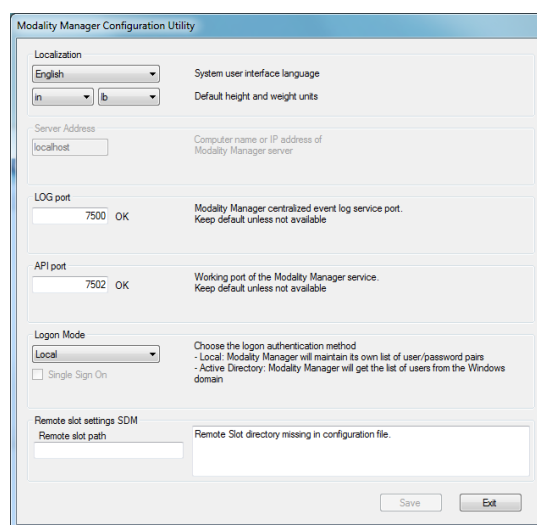 Modality Manager Configuration Utility
Localization
English
System user interface language
in
lb
Default height and weight units
Server Address
localhost
Computer name or IP address of
Modality Manager server
LOG port
7500 OK
Modality Manager centralized event log service port.
Keep default unless not available
API port
7502 OK
Working port of the Modality Manager service.
Keep default unless not available
Logon Mode
Local
Single Sign On
Choose the logon authentication method
- Local: Modality Manager will maintain its own list of user/password pairs
- Active Directory: Modality Manager will get the list of users from the Windows
domain
Remote slot settings SDM
Remote slot path
Remote Slot directory missing in configuration file.
Save
Exit